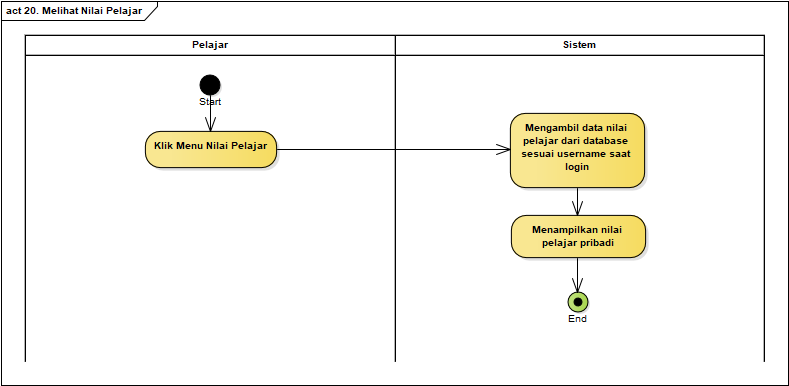 act 20. Melihat Nilai Pelajar
Pelajar
Sistem
Start
Klik Menu Nilai Pelajar
Mengambil data nilai
pelajar dari database
sesuai username saat
login
Menampilkan nilai
pelajar pribadi
End